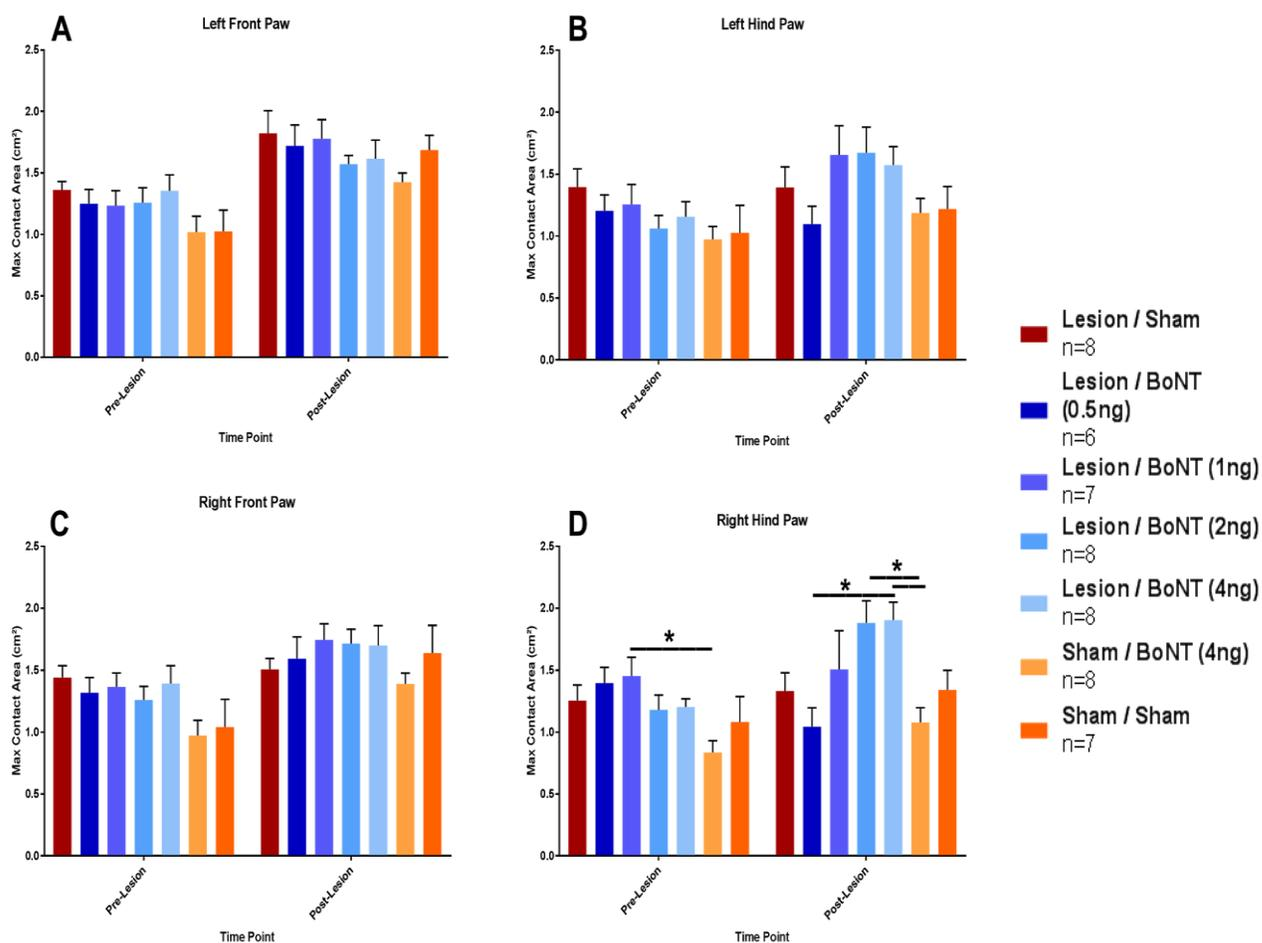 A
Left Front Paw
Max Contact Area (cm²)
2.5
2.0
1.5
1.0
0.5
0.0
Pre-Lesion
Post-Lesion
Time Point
B
Left Hind Paw
Max Contact Area (cm²)
2.5
2.0
1.5
1.0
0.5
0.0
Pre-Lesion
Post-Lesion
Time Point
C
Right Front Paw
Max Contact Area (cm²)
2.5
2.0
1.5
1.0
0.5
0.0
Pre-Lesion
Post-Lesion
Time Point
D
Right Hind Paw
Max Contact Area (cm²)
2.5
2.0
1.5
1.0
0.5
0.0
*
*
*
Pre-Lesion
Post-Lesion
Time Point
Lesion / Sham
n=8
Lesion / BoNT
(0.5ng)
n=6
Lesion / BoNT (1ng)
n=7
Lesion / BoNT (2ng)
n=8
Lesion / BoNT (4ng)
n=8
Sham / BoNT (4ng)
n=8
Sham / Sham
n=7